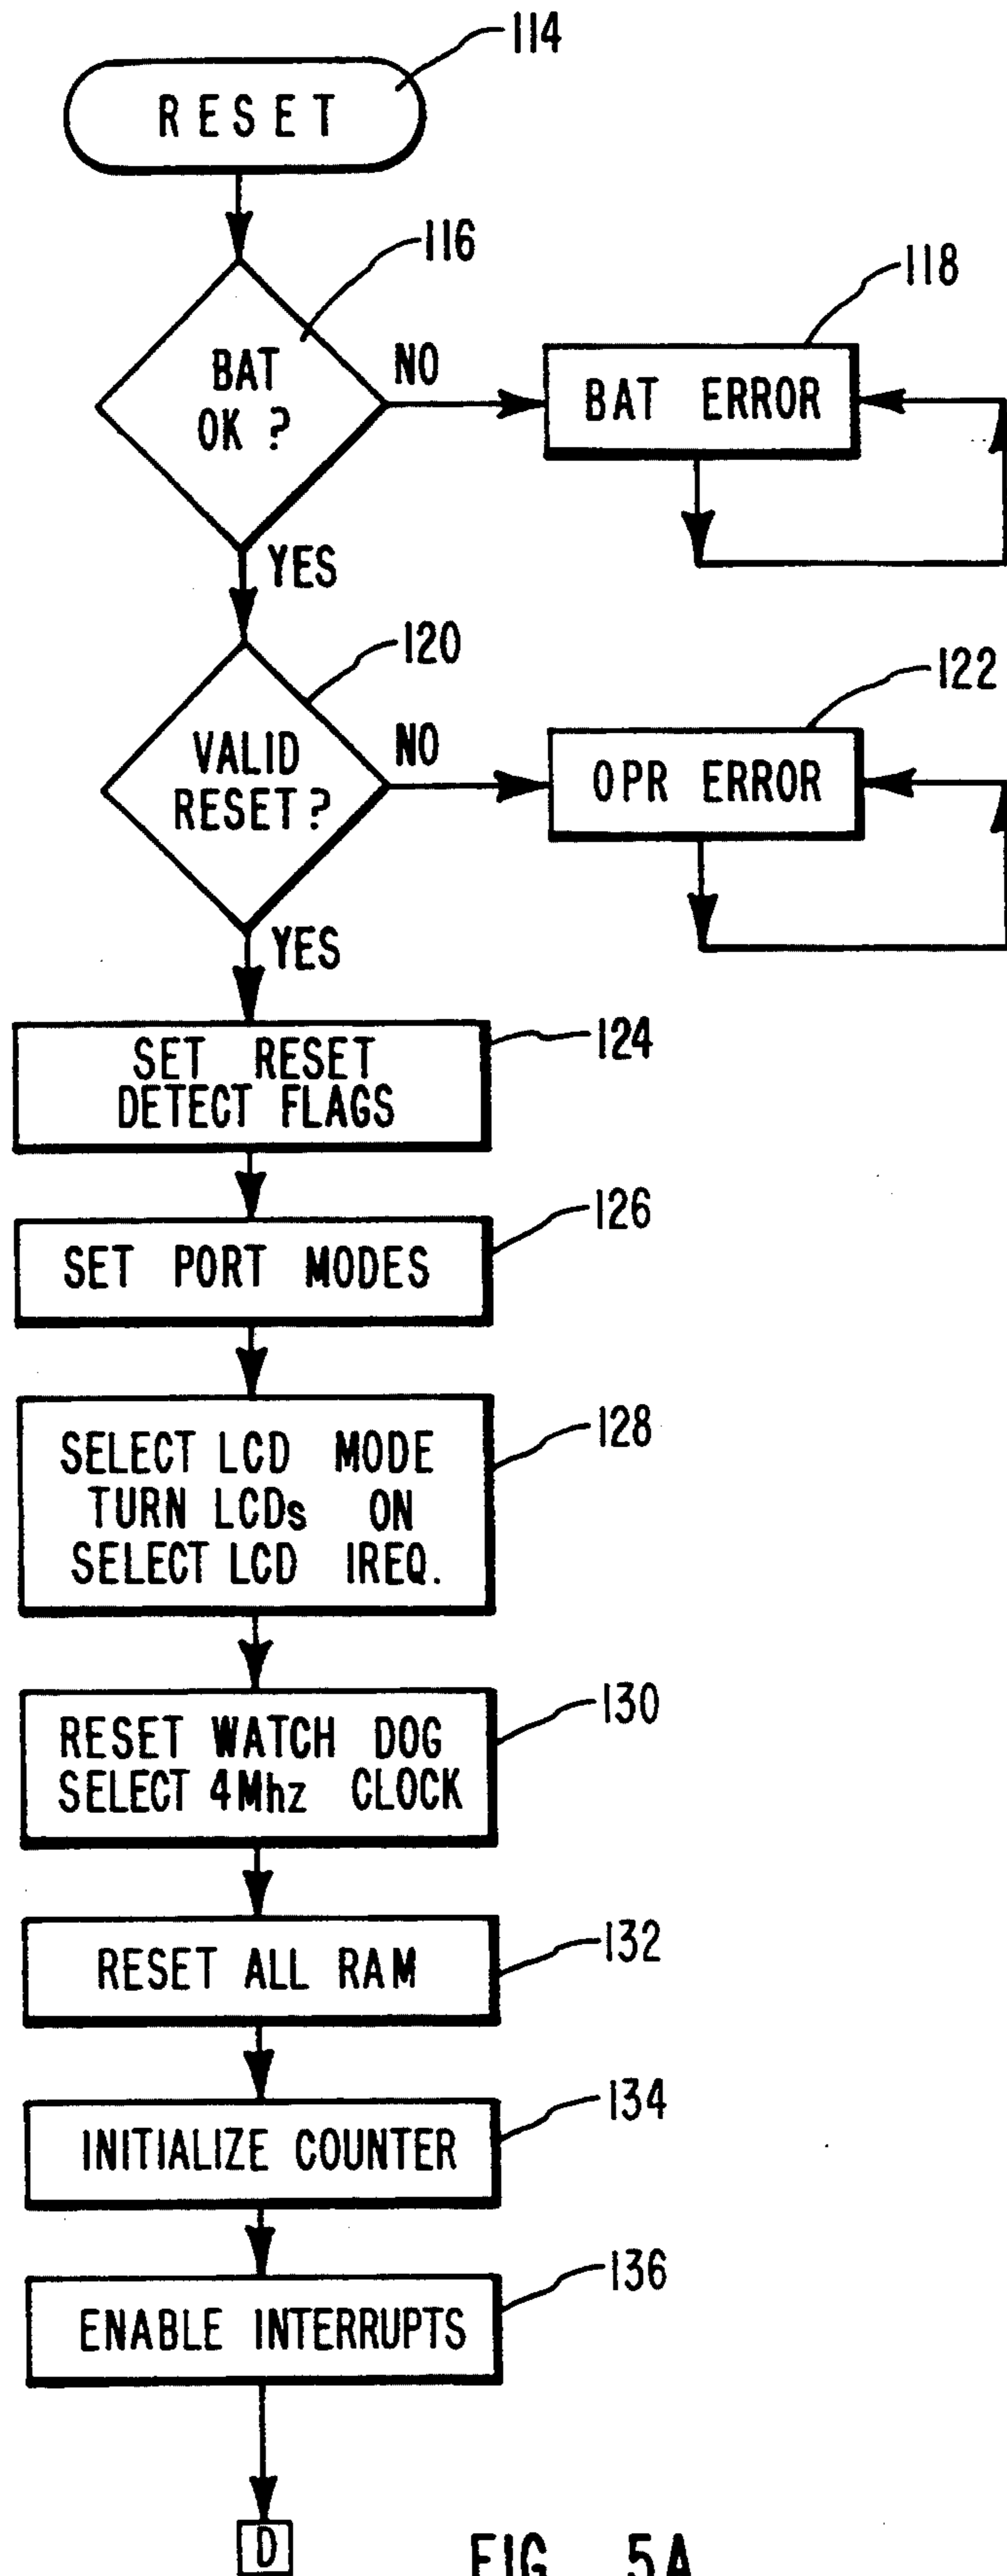 114
RESET
116
BAT
OK ?
NO
118
BAT ERROR
YES
120
VALID
RESET ?
NO
122
OPR ERROR
YES
124
SET RESET
DETECT FLAGS
126
SET PORT MODES
128
SELECT LCD MODE
TURN LCDs ON
SELECT LCD IREQ.
130
RESET WATCH DOG
SELECT 4Mhz CLOCK
132
RESET ALL RAM
134
INITIALIZE COUNTER
136
ENABLE INTERRUPTS
D
FIG 5A